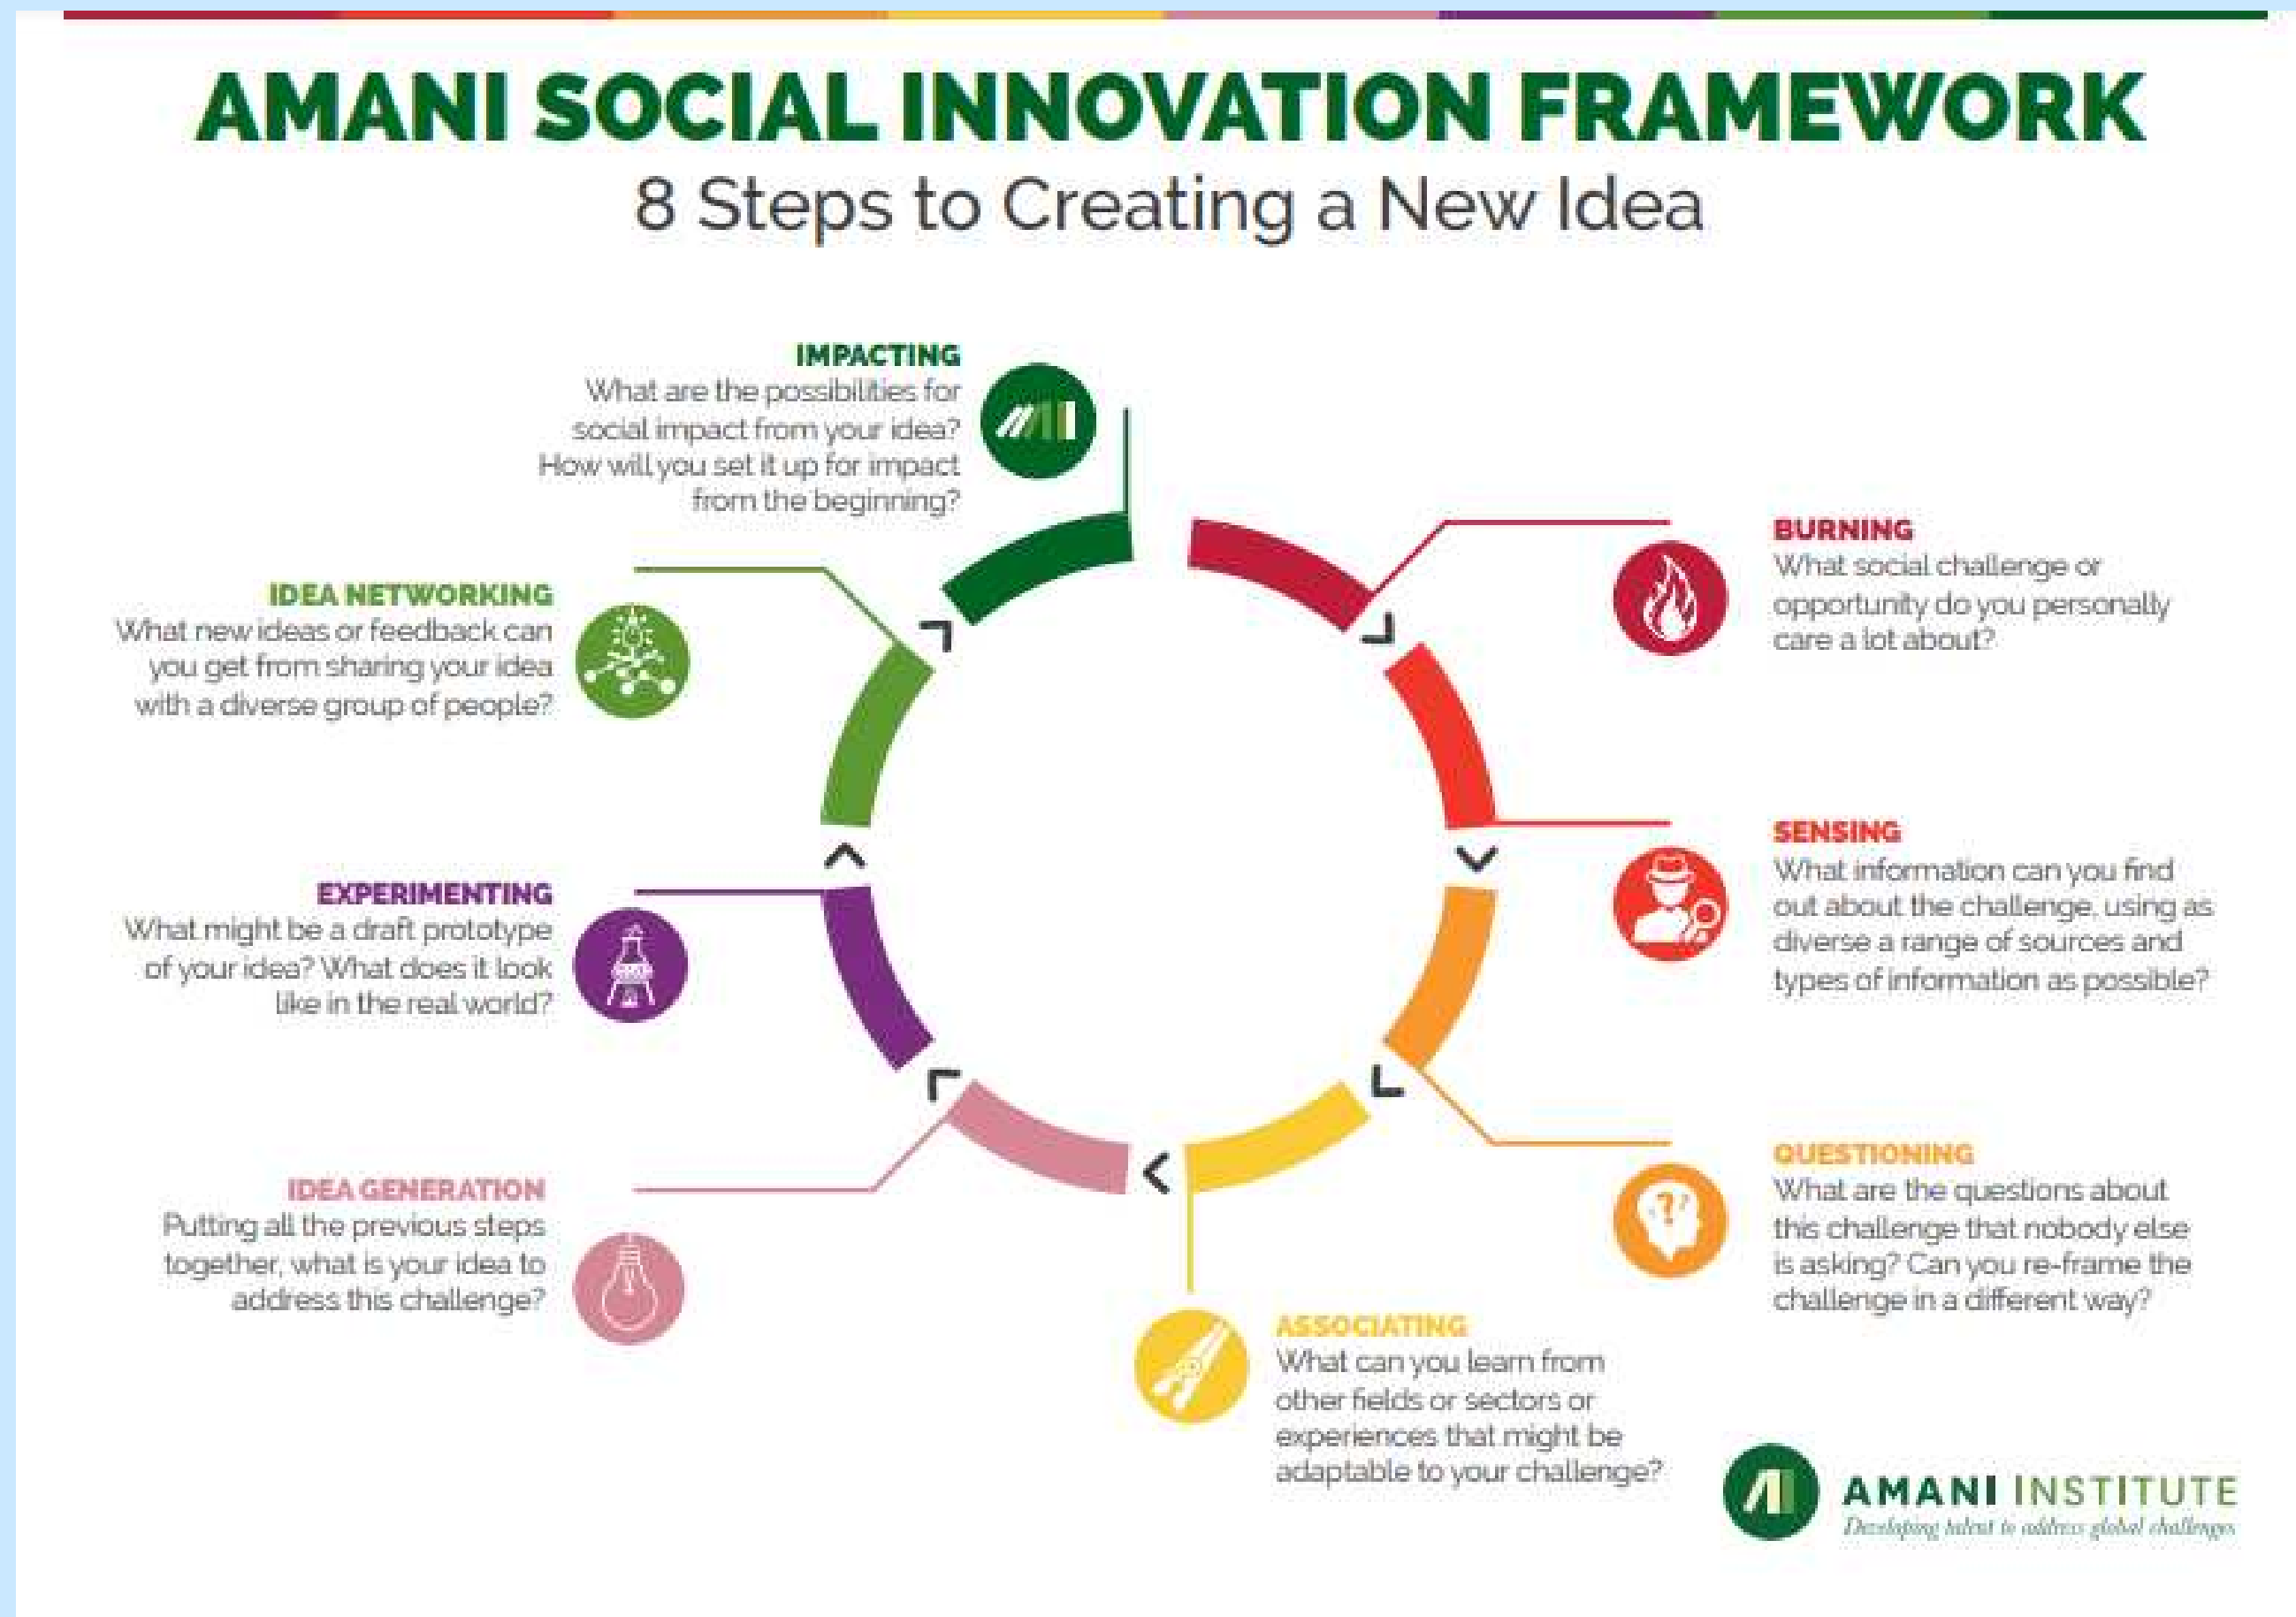 AMANI SOCIAL INNOVATION FRAMEWORK
8 Steps to Creating a New Idea
IMPACTING
What are the possibilities for
social impact from your idea?
How will you set it up for impact
from the beginning?
BURNING
What social challenge or
opportunity do you personally
care a lot about?
SENSING
What information can you find
out about the challenge, using as
diverse a range of sources and
types of information as possible?
QUESTIONING
What are the questions about
this challenge that nobody else
is asking? Can you re-frame the
challenge in a different way?
ASSOCIATING
What can you learn from
other fields or sectors or
experiences that might be
adaptable to your challenge?
IDEA GENERATION
Putting all the previous steps
together, what is your idea to
address this challenge?
EXPERIMENTING
What might be a draft prototype
of your idea? What does it look
like in the real world?
IDEA NETWORKING
What new ideas or feedback can
you get from sharing your idea
with a diverse group of people?
AMANI INSTITUTE
Developing talent to address global challenges